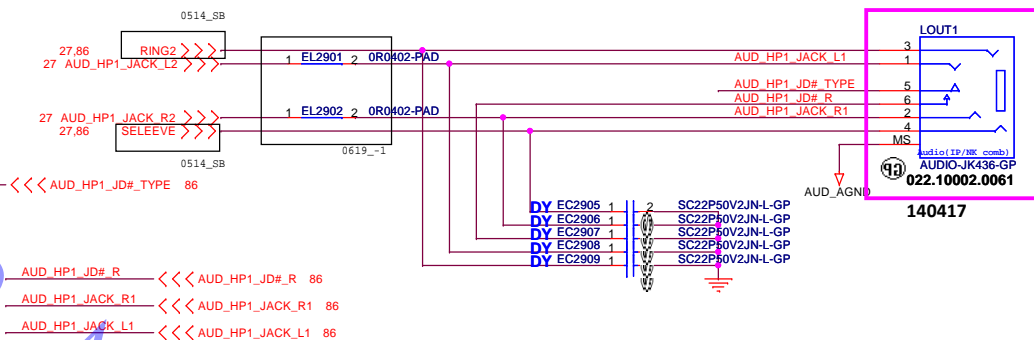 0514_SB
LOUT1
27,86 RING2
3
27 AUD_HP1_JACK_L2
1 EL2901 2 0R0402-PAD
AUD_HP1_JACK_L1
1
AUD_HP1_JD#_TYPE
5
AUD_HP1_JD#_R
6
27 AUD_HP1_JACK_R2
1 EL2902 2 0R0402-PAD
AUD_HP1_JACK_R1
2
27,86 SELEEVE
4
MS
0619_-1
Audio(IP/NK comb)
0514_SB
AUDIO-JK436-GP
022.10002.0061
AUD_HP1_JD#_TYPE 86
AUD_AGND
140417
DY EC2905 1 2 SC22P50V2JN-L-GP
DY EC2906 1 SC22P50V2JN-L-GP
DY EC2907 1 SC22P50V2JN-L-GP
DY EC2908 1 SC22P50V2JN-L-GP
DY EC2909 1 SC22P50V2JN-L-GP
AUD_HP1_JD#_R AUD_HP1_JD#_R 86
AUD_HP1_JACK_R1 AUD_HP1_JACK_R1 86
AUD_HP1_JACK_L1 AUD_HP1_JACK_L1 86